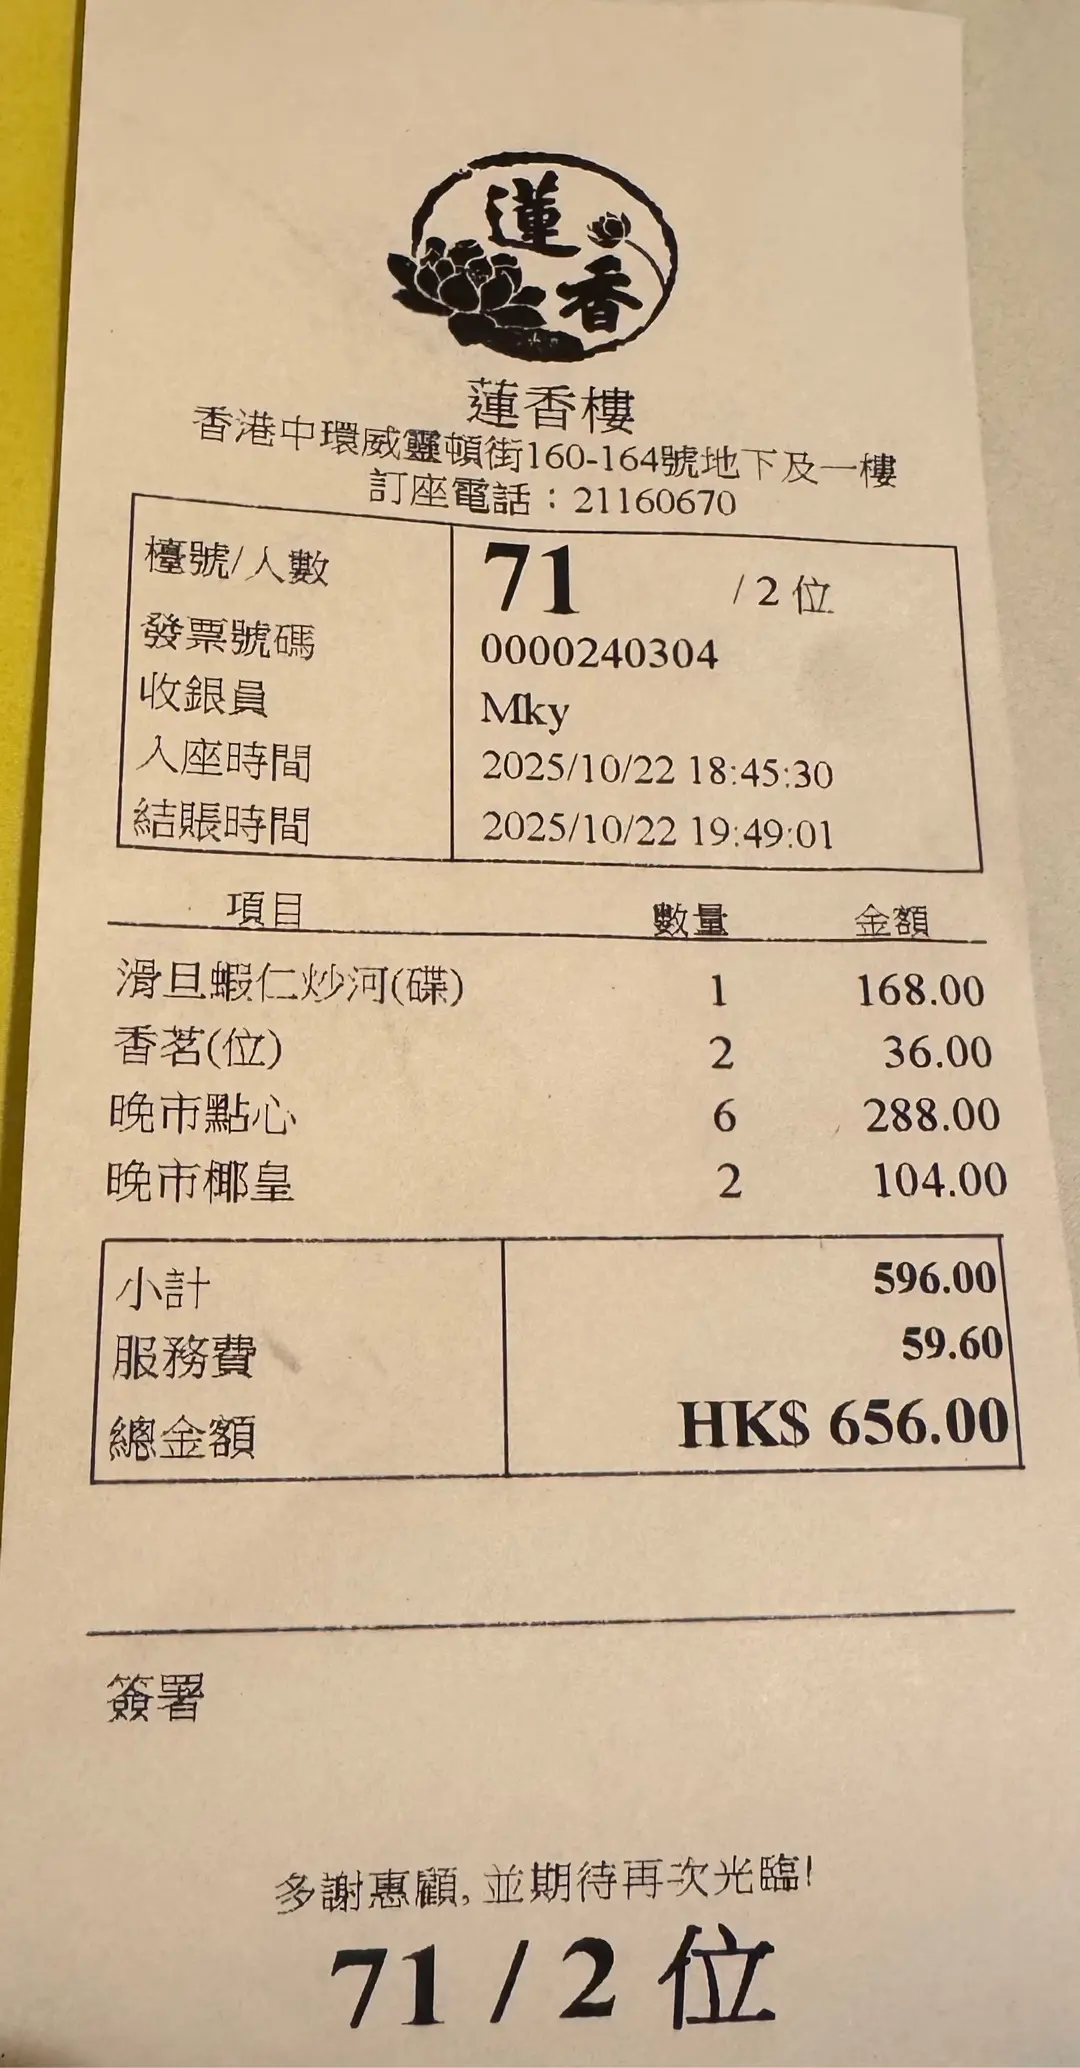 蓮
香
蓮香樓
香港中環威靈頓街160-164號地下及一樓
訂座電話：21160670
檯號/人數 71 / 2 位
發票號碼 0000240304
收銀員 Mky
入座時間 2025/10/22 18:45:30
結賬時間 2025/10/22 19:49:01
項目 數量 金額
滑旦蝦仁炒河(碟) 1 168.00
香茗(位) 2 36.00
晚市點心 6 288.00
晚市椰皇 2 104.00
小計 596.00
服務費 59.60
總金額 HK$ 656.00
簽署
多謝惠顧, 並期待再次光臨!
71 / 2 位